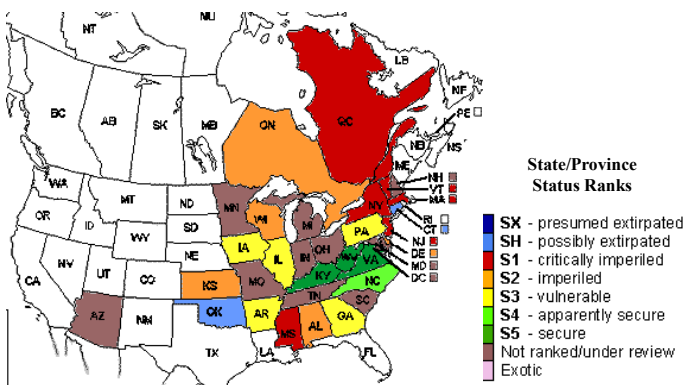 NT
NU
BC
AB
SK
MB
ON
QC
LB
NF
PE
NB
NS
ME
NH
VT
MA
RI
CT
NJ
DE
MD
DC
WA
MT
ND
MN
OR
ID
WY
SD
WI
MI
NY
PA
NV
UT
CO
NE
IA
IL
IN
OH
WV
VA
CA
AZ
NM
KS
OK
MO
KY
TN
NC
SC
AR
MS
AL
GA
TX
LA
FL
State/Province
Status Ranks
SX - presumed extirpated
SH - possibly extirpated
S1 - critically imperiled
S2 - imperiled
S3 - vulnerable
S4 - apparently secure
S5 - secure
Not ranked/under review
Exotic